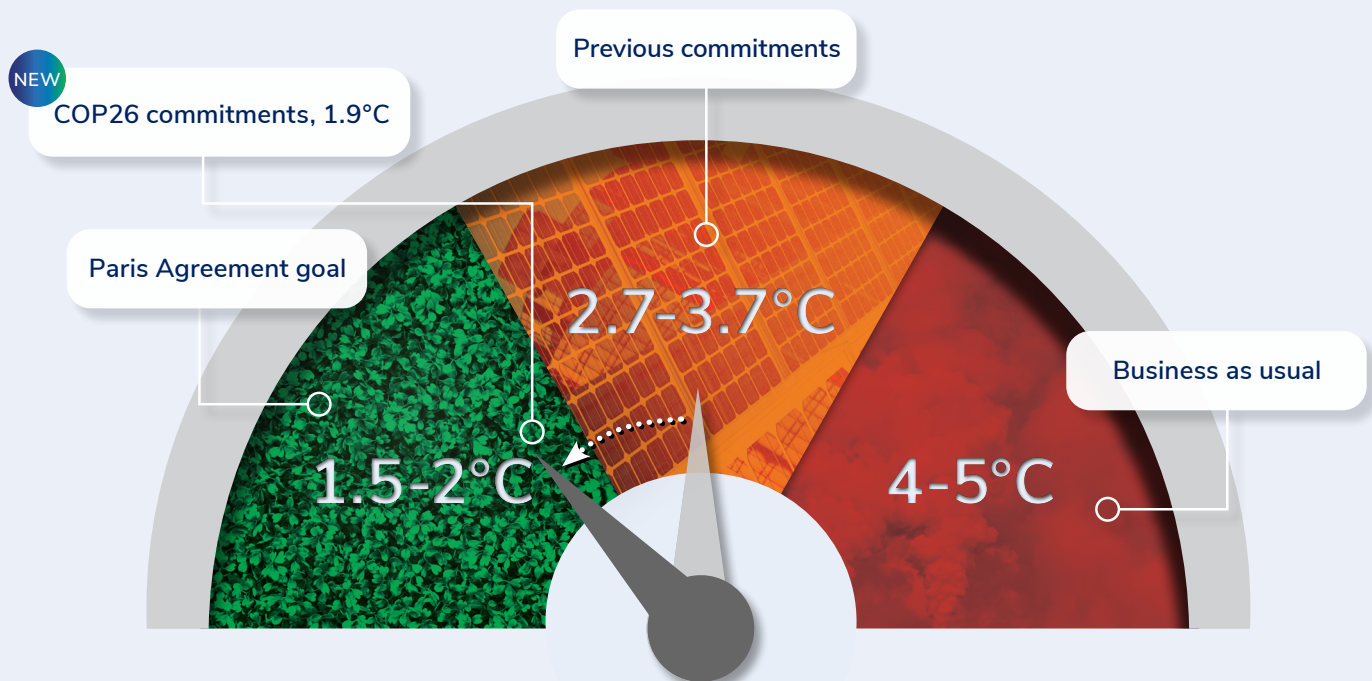 Previous commitments
NEW
COP26 commitments, 1.9°C
Paris Agreement goal
2.7-3.7°C
Business as usual
1.5-2°C
4-5°C